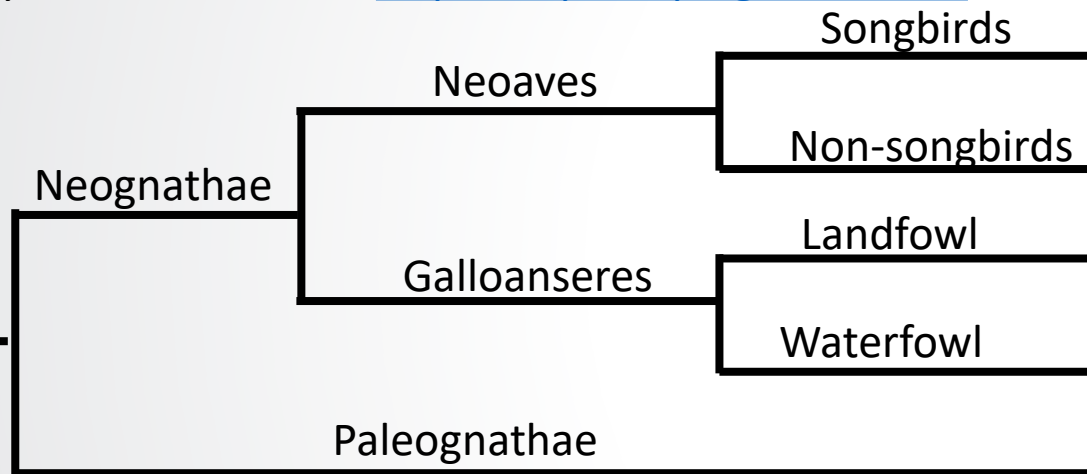 Songbirds
Neoaves
Non-songbirds
Neognathae
Landfowl
Galloanseres
Waterfowl
Paleognathae